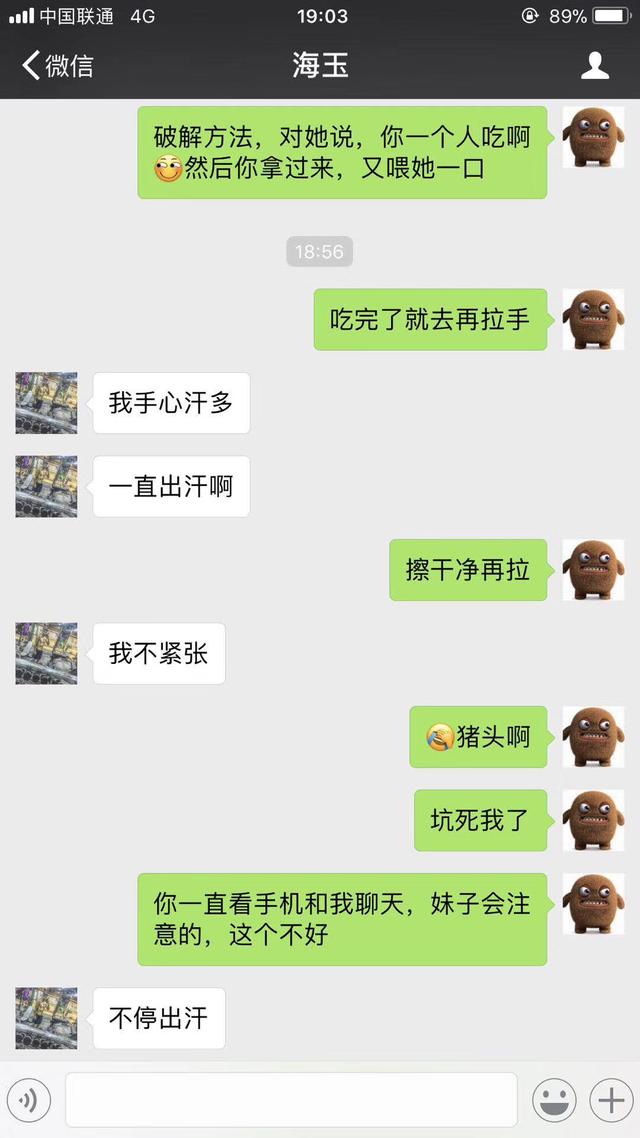 中国联通 4G 19:03 89%
微信 海玉
破解方法，对她说，你一个人吃啊
然后你拿过来，又喂她一口
18:56
吃完了就去再拉手
我手心汗多
一直出汗啊
擦干净再拉
我不紧张
猪头啊
坑死我了
你一直看手机和我聊天，妹子会注
意的，这个不好
不停出汗